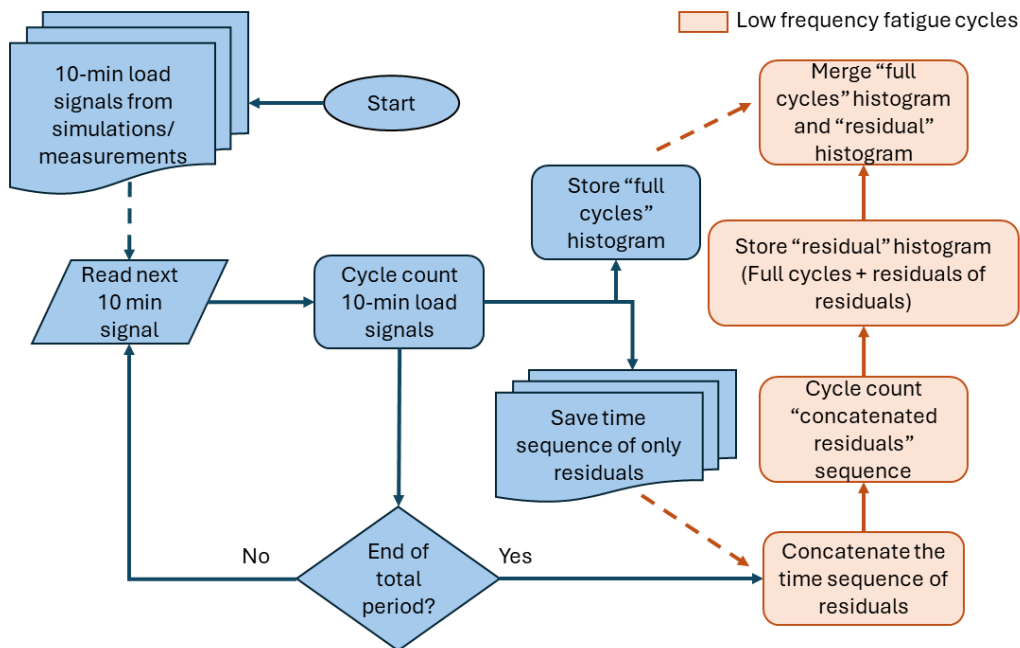 Low frequency fatigue cycles
10-min load
signals from
simulations/
measurements
Start
Merge “full
cycles” histogram
and “residual”
histogram
Store “full
cycles”
histogram
Store “residual” histogram
(Full cycles + residuals of
residuals)
Read next
10 min
signal
Cycle count
10-min load
signals
Cycle count
“concatenated
residuals”
sequence
Save time
sequence of only
residuals
No
End of
total
period?
Yes
Concatenate the
time sequence of
residuals